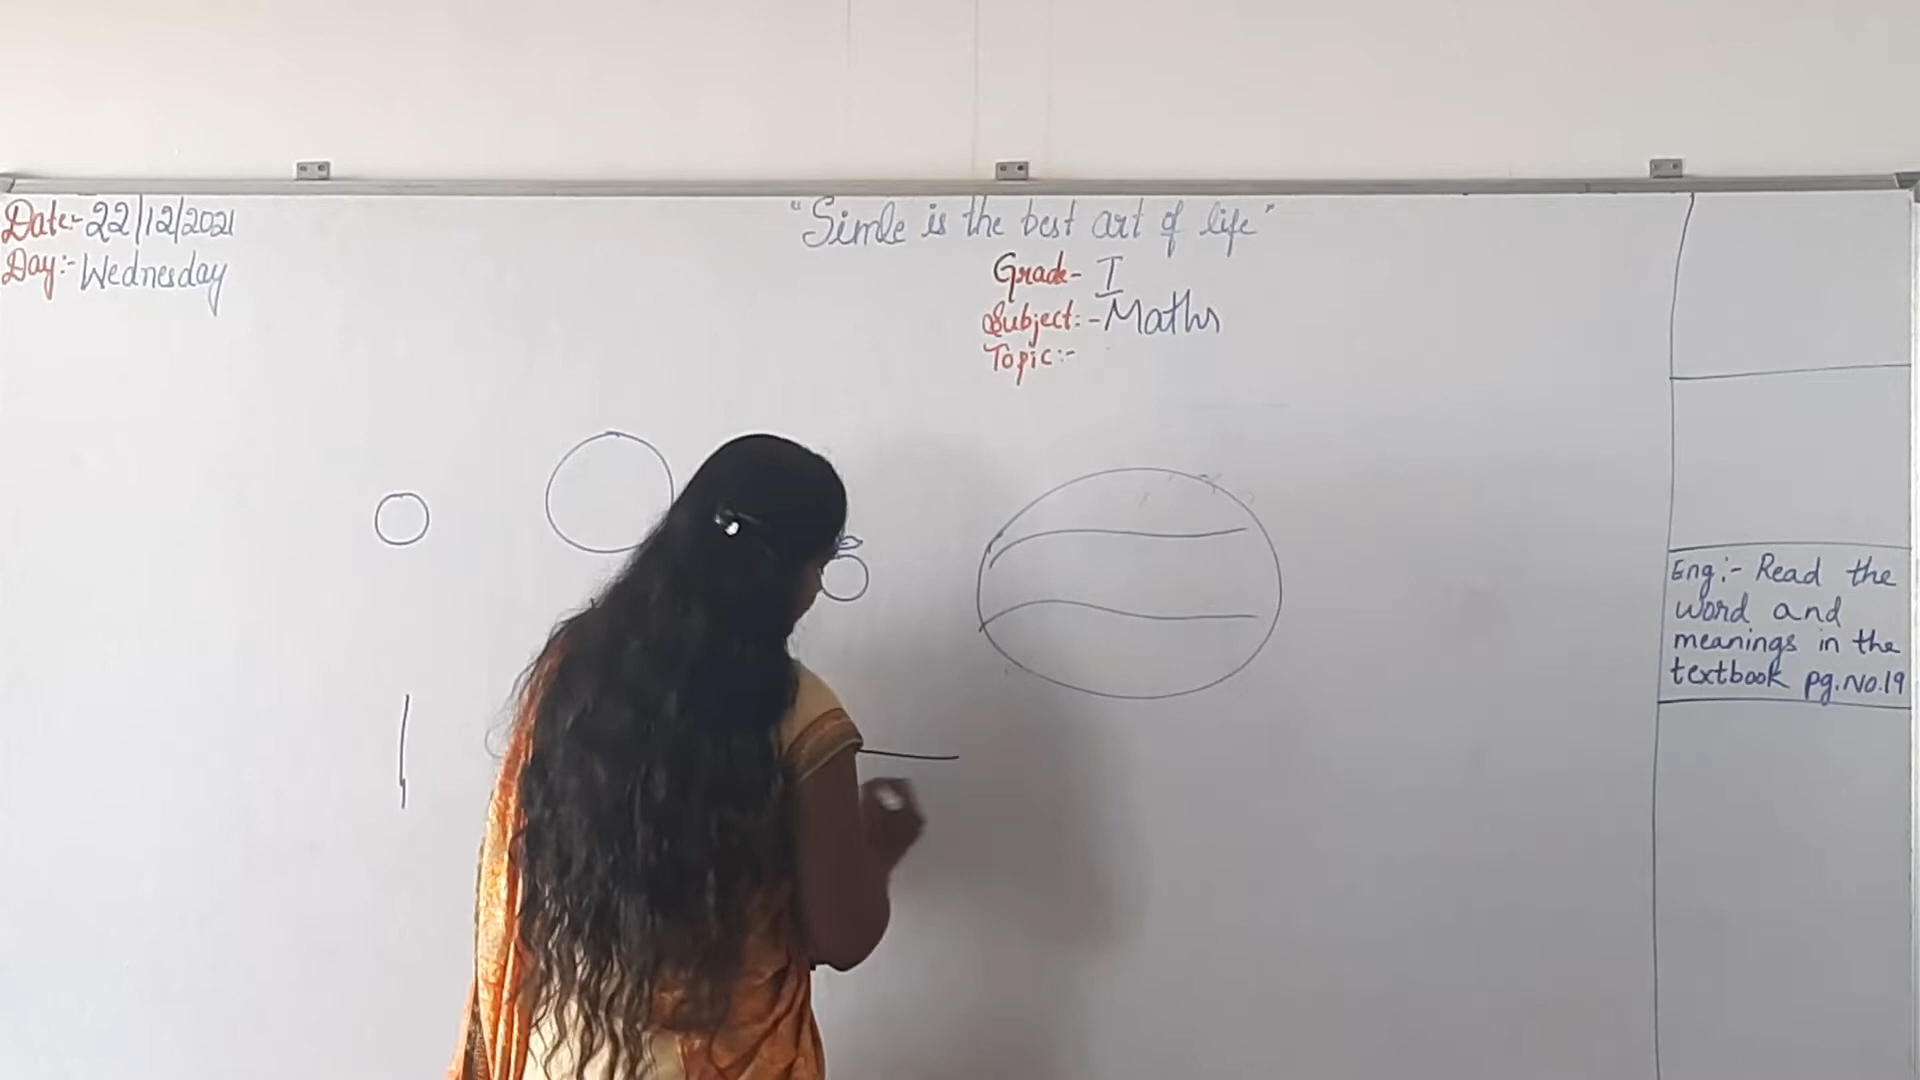 Date:- 22/12/2021
Day:- Wednesday
"Simle is the best art of life"
Grade- I
Subject:- Maths
Topic:-
Eng:- Read the
word and
meanings in the
textbook pg.No.19